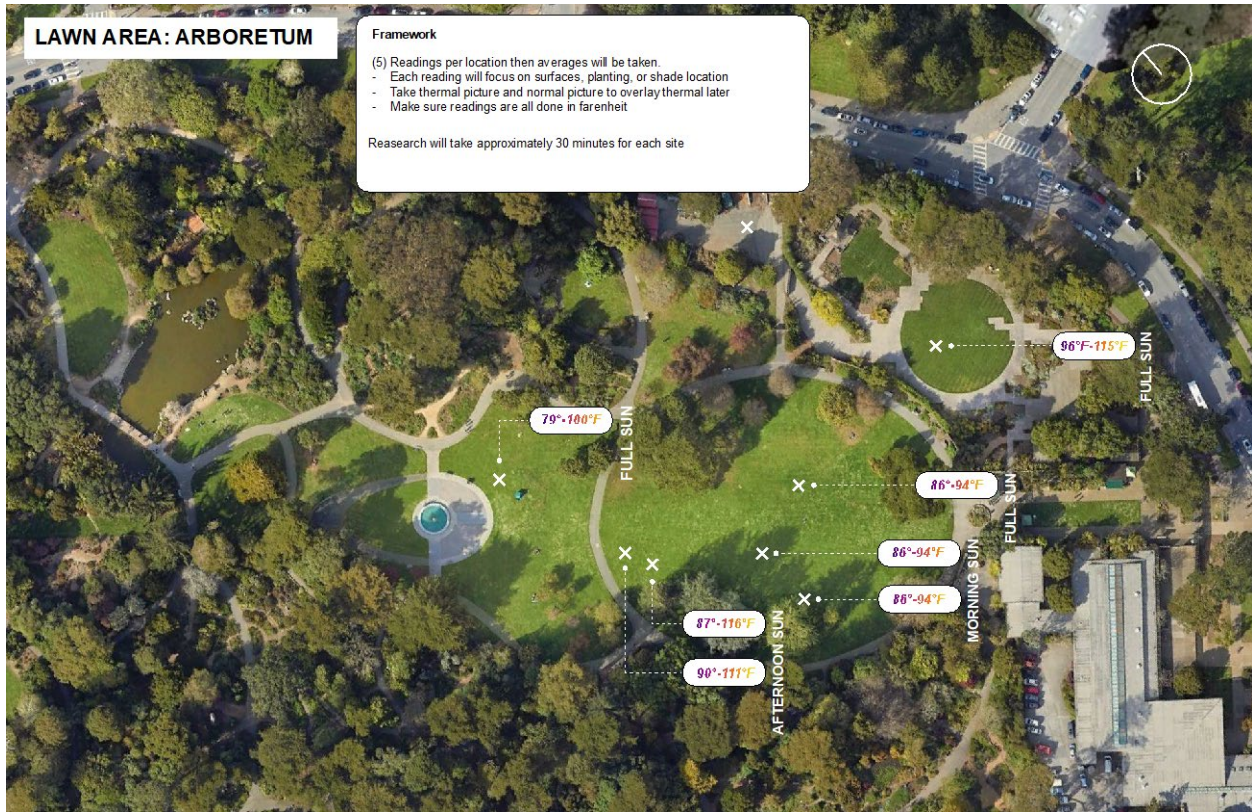 LAWN AREA: ARBORETUM
Framework
(5) Readings per location then averages will be taken.
- Each reading will focus on surfaces, planting, or shade location
- Take thermal picture and normal picture to overlay thermal later
- Make sure readings are all done in farenheit
Reasearch will take approximately 30 minutes for each site
96°F-115°F
FULL SUN
79°-100°F
FULL SUN
86°-94°F
FULL SUN
86°-94°F
MORNING SUN
86°-94°F
87°-116°F
AFTERNOON SUN
90°-111°F